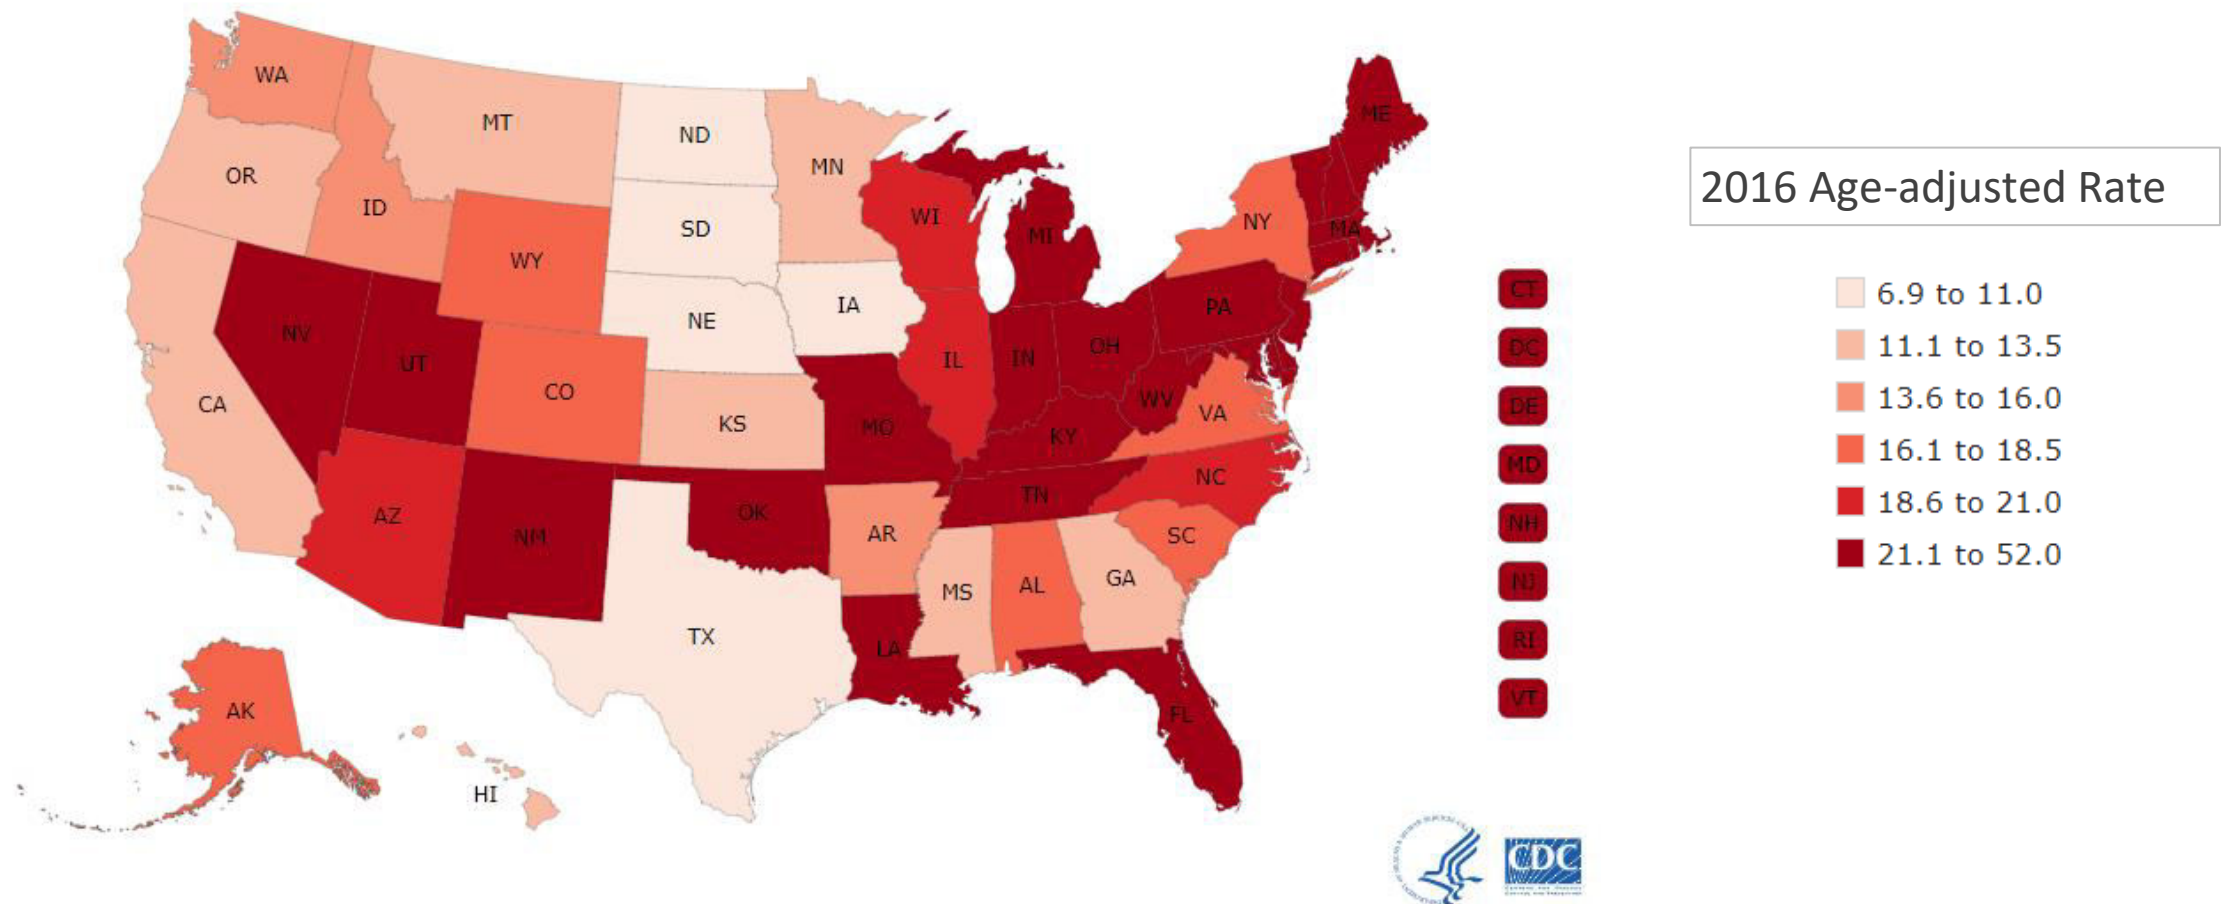 WA
MT
ND
MN
ME
OR
ID
SD
WI
MI
NY
MA
WY
NE
IA
PA
NV
UT
CO
KS
MO
IL
IN
OH
WV
VA
KY
CA
AZ
NM
OK
AR
TN
NC
SC
MS
AL
GA
TX
LA
FL
AK
HI
CT
DC
DE
MD
NH
NJ
RI
VT
2016 Age-adjusted Rate
6.9 to 11.0
11.1 to 13.5
13.6 to 16.0
16.1 to 18.5
18.6 to 21.0
21.1 to 52.0
CDC